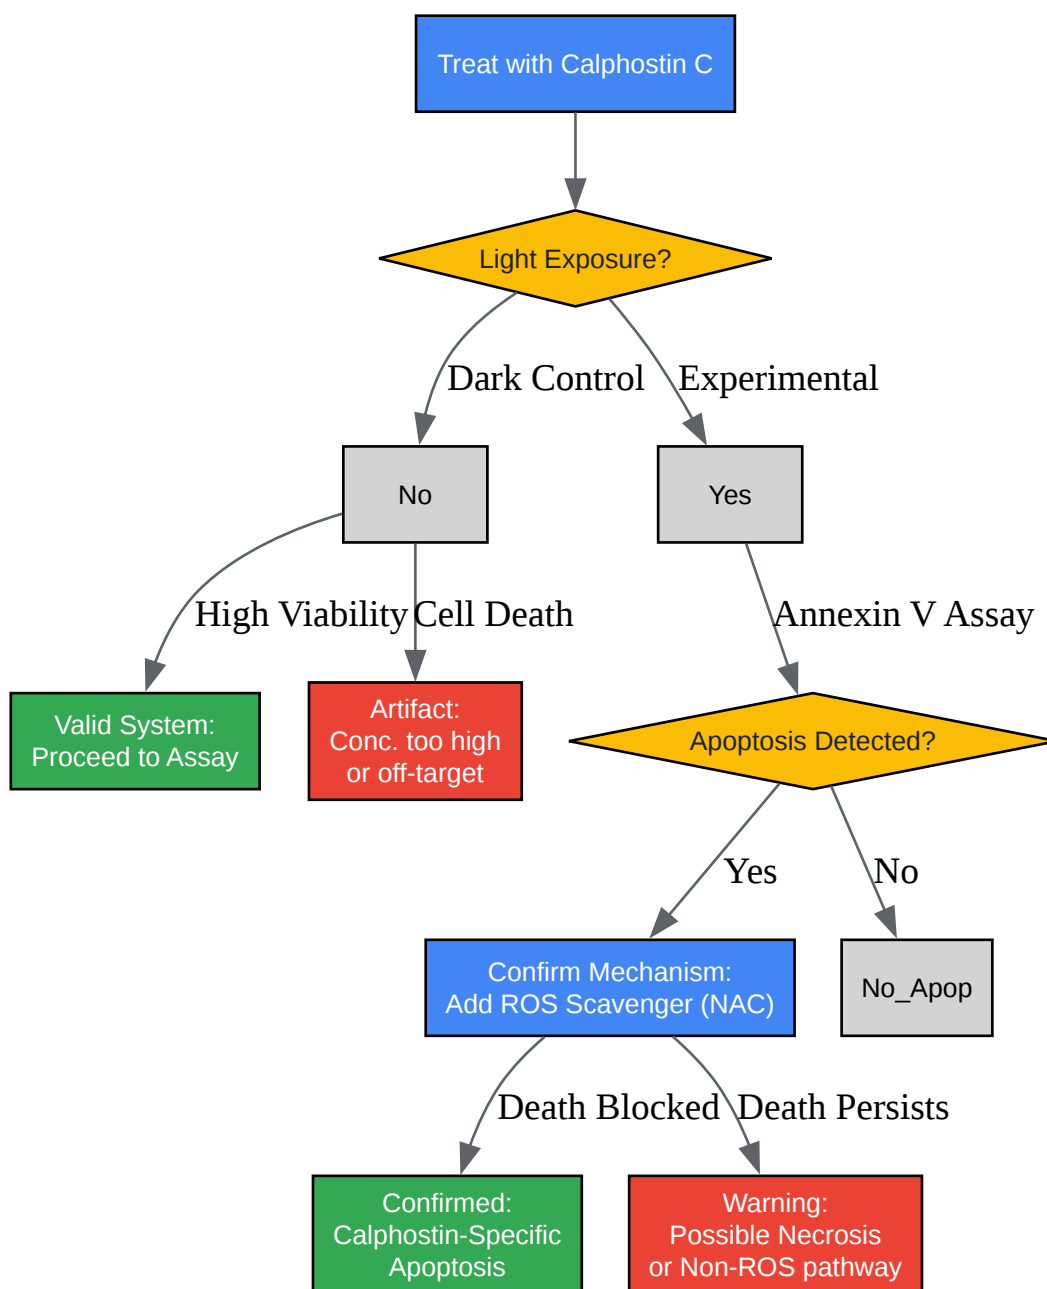 Treat with Calphostin C
Light Exposure?
Dark Control
Experimental
No
Yes
High Viability
Cell Death
Annexin V Assay
Valid System:
Proceed to Assay
Artifact:
Conc. too high
or off-target
Apoptosis Detected?
Yes
No
Confirm Mechanism:
Add ROS Scavenger (NAC)
No_Apop
Death Blocked
Death Persists
Confirmed:
Calphostin-Specific
Apoptosis
Warning:
Possible Necrosis
or Non-ROS pathway